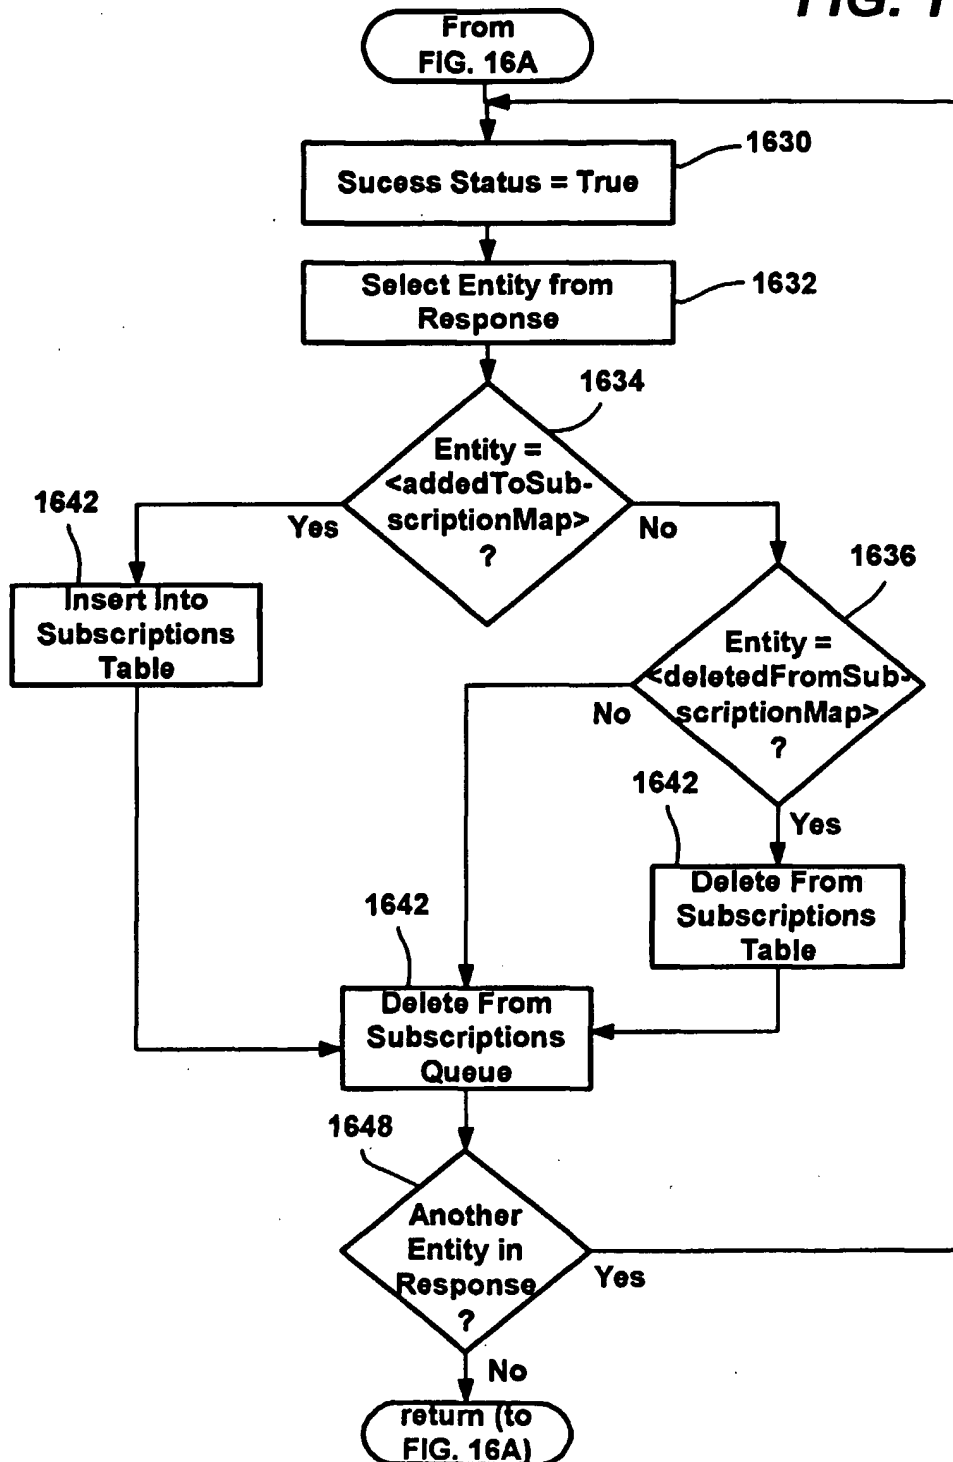 FIG. 1
From
FIG. 16A
1630
Sucess Status = True
Select Entity from
Response
1632
1634
Entity =
<addedToSub-
scriptionMap>
?
Yes
No
1642
Insert Into
Subscriptions
Table
1636
Entity =
<deletedFromSub-
scriptionMap>
?
No
Yes
1642
Delete From
Subscriptions
Table
1642
Delete From
Subscriptions
Queue
1648
Another
Entity in
Response
?
Yes
No
return (to
FIG. 16A)